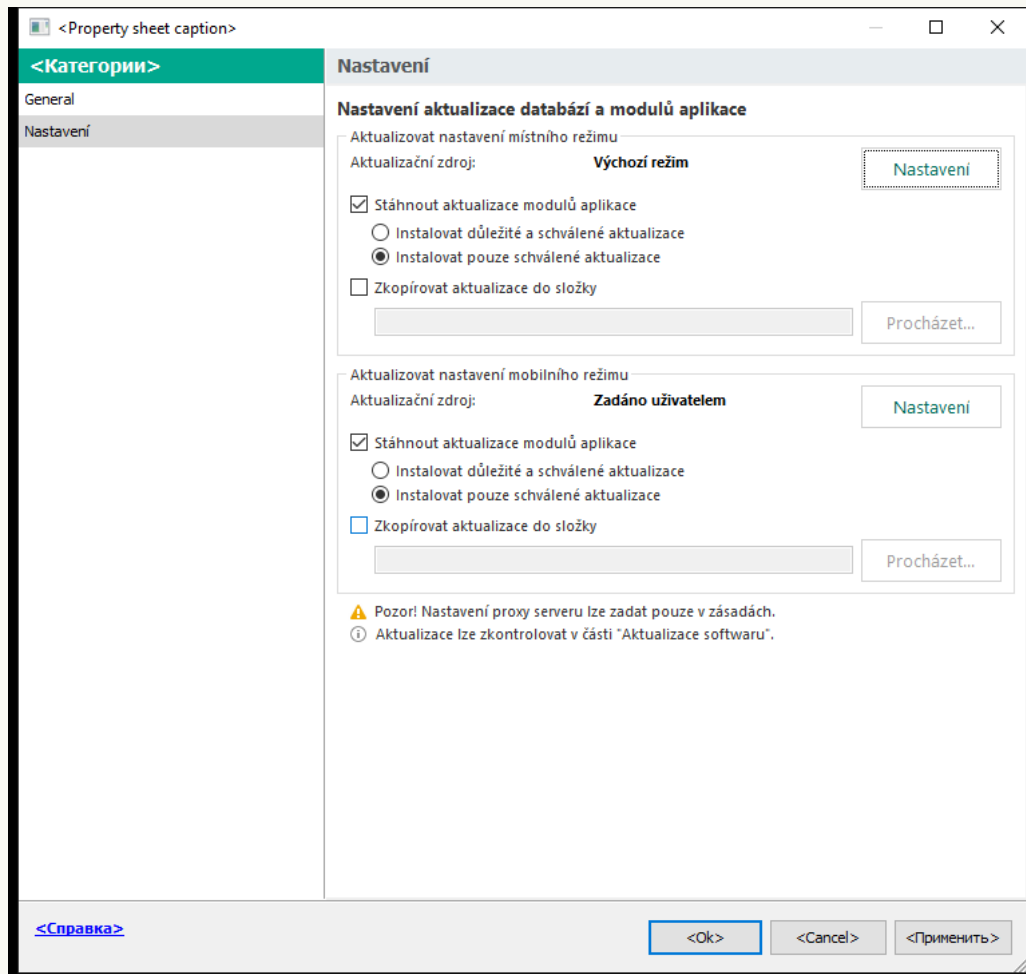 <Property sheet caption>
<Категории>
General
Nastavení
Nastavení
Nastavení aktualizace databází a modulů aplikace
Aktualizovat nastavení místního režimu
Aktualizační zdroj: Výchozí režim Nastavení
Stáhnout aktualizace modulů aplikace
Instalovat důležité a schválené aktualizace
Instalovat pouze schválené aktualizace
Zkopírovat aktualizace do složky
Procházet...
Aktualizovat nastavení mobilního režimu
Aktualizační zdroj: Zadáno uživatelem Nastavení
Stáhnout aktualizace modulů aplikace
Instalovat důležité a schválené aktualizace
Instalovat pouze schválené aktualizace
Zkopírovat aktualizace do složky
Procházet...
Pozor! Nastavení proxy serveru lze zadat pouze v zásadách.
Aktualizace lze zkontrolovat v části "Aktualizace softwaru".
<Справка>
<Ok> <Cancel> <Применить>